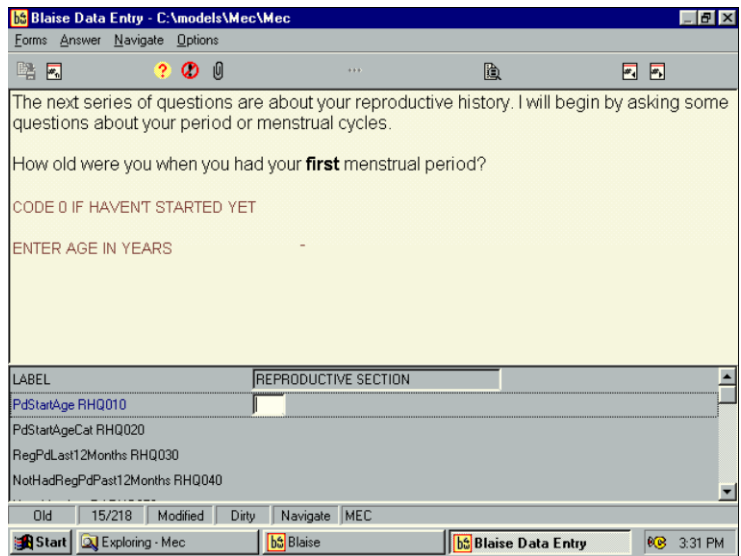 Blaise Data Entry - C:\models\Mec\Mec
Forms Answer Navigate Options
The next series of questions are about your reproductive history. I will begin by asking some
questions about your period or menstrual cycles.
How old were you when you had your first menstrual period?
CODE 0 IF HAVEN'T STARTED YET
ENTER AGE IN YEARS
LABEL REPRODUCTIVE SECTION
PdStartAge RHQ010
PdStartAgeCat RHQ020
RegPdLast12Months RHQ030
NotHadRegPdPast12Months RHQ040
Old 15/218 Modified Dirty Navigate MEC
Start Exploring - Mec Blaise Blaise Data Entry 3:31 PM